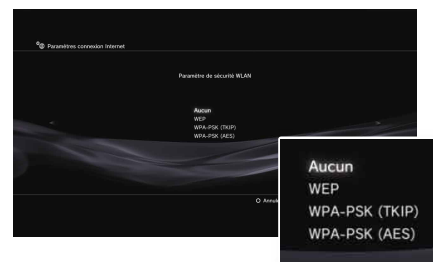 Paramètres connexion Internet
Paramètre de sécurité WLAN
Aucun
WEP
WPA-PSK (TKIP)
WPA-PSK (AES)
Aucun
WEP
WPA-PSK (TKIP)
WPA-PSK (AES)